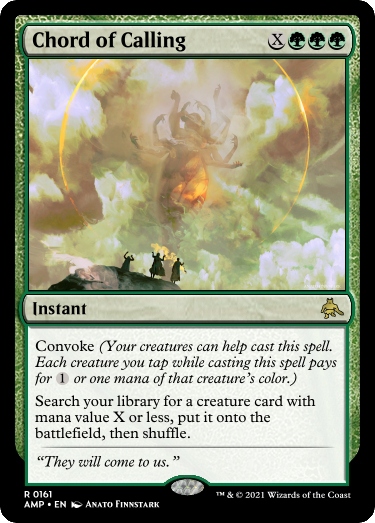 Chord of Calling X
Instant
Convoke (Your creatures can help cast this spell.
Each creature you tap while casting this spell pays
for 1 or one mana of that creature's color.)
Search your library for a creature card with
mana value X or less, put it onto the
battlefield, then shuffle.
“They will come to us.”
R 0161
AMP • EN Anato Finnstark
™ & © 2021 Wizards of the Coast